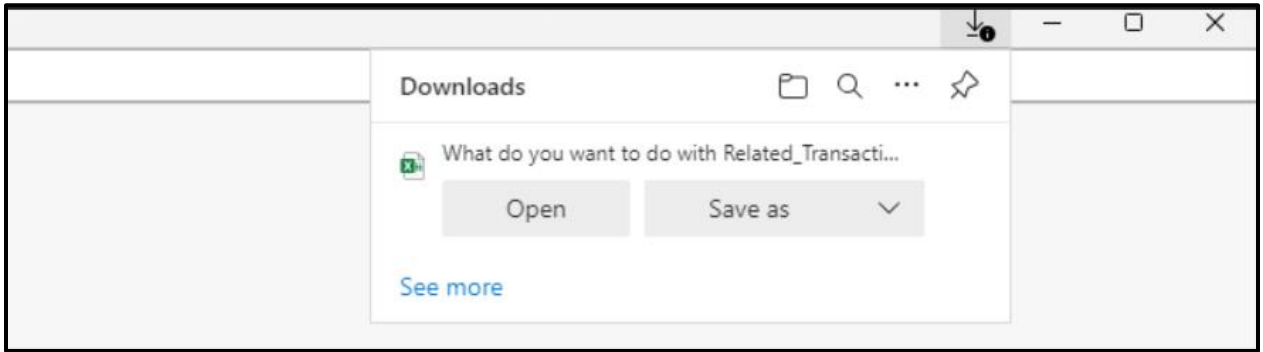 Downloads
What do you want to do with Related_Transacti...
Open Save as
See more